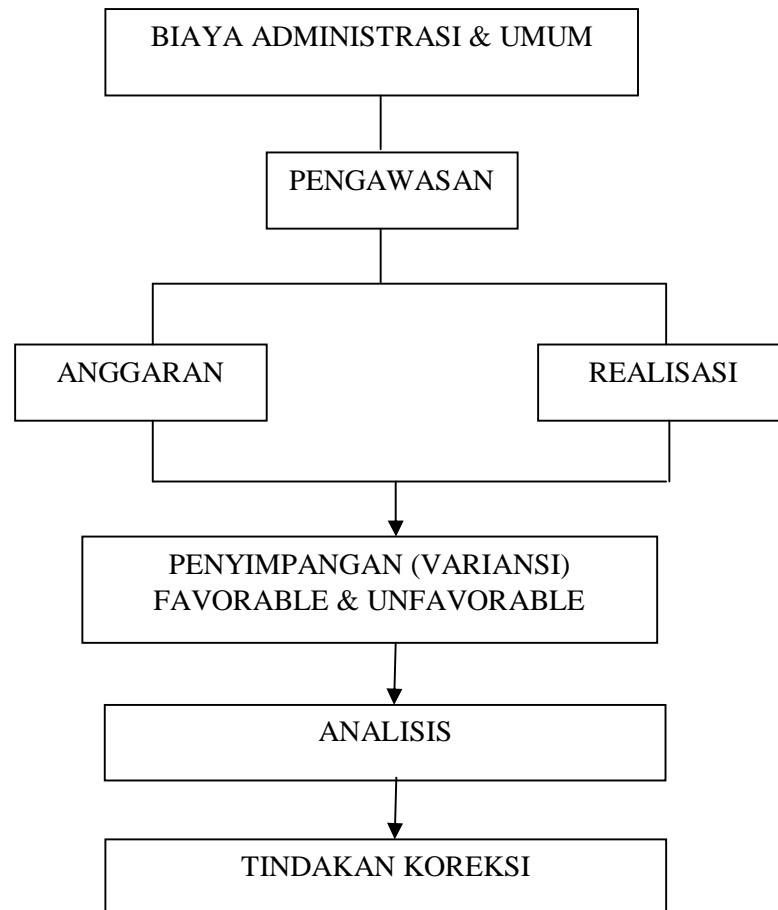 BIAYA ADMINISTRASI & UMUM
PENGAWASAN
ANGGARAN
REALISASI
PENYIMPANGAN (VARIANSI)
FAVORABLE & UNFAVORABLE
ANALISIS
TINDAKAN KOREKSI